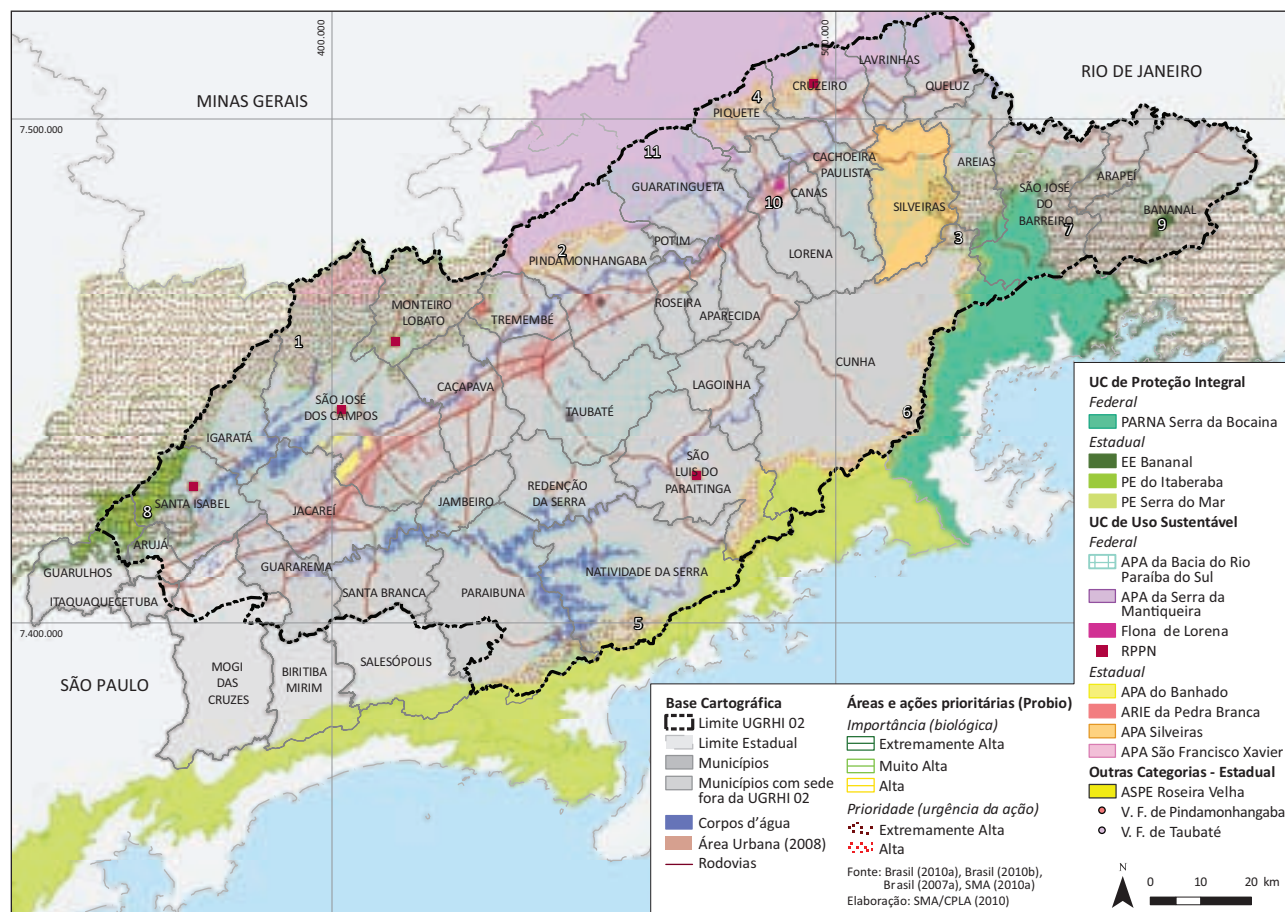 400.000
500.000
MINAS GERAIS
RIO DE JANEIRO
LAVRINHAS
CRUZEIRO
QUELUZ
4
PIQUETE
7.500.000
11
CACHOEIRA
PAULISTA
AREIAS
GUARATINGUETA
CANAS
ARAPEÍ
SÃO JOSÉ
DO
BARREIRO
10
SILVEIRAS
BANANAL
9
7
3
POTIM
2
PINDAMONHANGABA
LORENA
MONTEIRO
LOBATO
ROSEIRA
APARECIDA
TREMEMBÉ
1
CUNHA
CAÇAPAVA
LAGOINHA
SÃO JOSÉ
DOS CAMPOS
TAUBATÉ
6
IGARATÁ
SÃO
LUIS DO
PARAITINGA
REDENÇÃO
DA SERRA
JAMBEIRO
SANTA ISABEL
JACAREÍ
8
ARUJÁ
GUARULHOS
GUARAREMA
NATIVIDADE DA SERRA
ITAQUAQUECETUBA
SANTA BRANCA
PARAIBUNA
5
7.400.000
SÃO PAULO
MOGI
DAS
CRUZES
BIRITIBA
MIRIM
SALESÓPOLIS
Base Cartográfica
Limite UGRHI 02
Limite Estadual
Municípios
Municípios com sede
fora da UGRHI 02
Corpos d'água
Área Urbana (2008)
Rodovias
Áreas e ações prioritárias (Probio)
Importância (biológica)
Extremamente Alta
Muito Alta
Alta
Prioridade (urgência da ação)
Extremamente Alta
Alta
Fonte: Brasil (2010a), Brasil (2010b),
Brasil (2007a), SMA (2010a)
Elaboração: SMA/CPLA (2010)
UC de Proteção Integral
Federal
PARNA Serra da Bocaina
Estadual
EE Bananal
PE do Itaberaba
PE Serra do Mar
UC de Uso Sustentável
Federal
APA da Bacia do Rio
Paraíba do Sul
APA da Serra da
Mantiqueira
Flona de Lorena
RPPN
Estadual
APA do Banhado
ARIE da Pedra Branca
APA Silveiras
APA São Francisco Xavier
Outras Categorias - Estadual
ASPE Roseira Velha
V. F. de Pindamonhangaba
V. F. de Taubaté
N
0 10 20 km